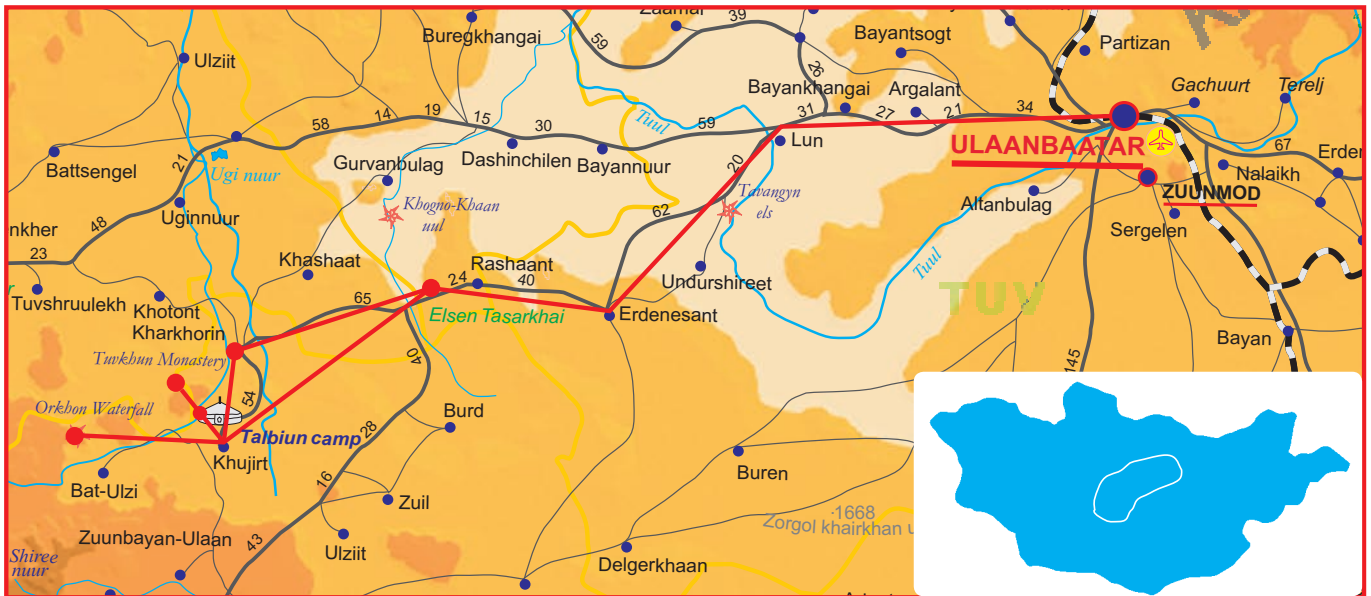 Zaamar
39
Buregkhangai
59
Bayantsogt
Partizan
Ulziit
26
Gachuurt
Terelj
Bayankhangai
Argalant
14
19
15
58
30
Tuul
59
31
27
21
34
Lun
ULAANBAATAR
67
Battsengel
21
Ugi nuur
Gurvanbulag
Dashinchilen
Bayannuur
20
Nalaikh
ZUUNMOD
Uginnuur
Khogno-Khaan
uul
62
Tavangyn
els
Altanbulag
Sergelen
48
nkher
23
Khashaat
Rashaant
24
40
Undurshireet
Tuul
TUV
Tuvshruulekh
Khotont
65
Elsen Tasarkhai
Erdenesant
Kharkhorin
Tuvkhun Monastery
40
145
Bayan
54
Orkhon Waterfall
Talbiun camp
Khujirt
28
Burd
Bat-Ulzi
16
Zuil
Buren
Zuunbayan-Ulaan
43
Ulziit
·1668
Zorgol khairkhan u
Shiree
nuur
Delgerkhaan